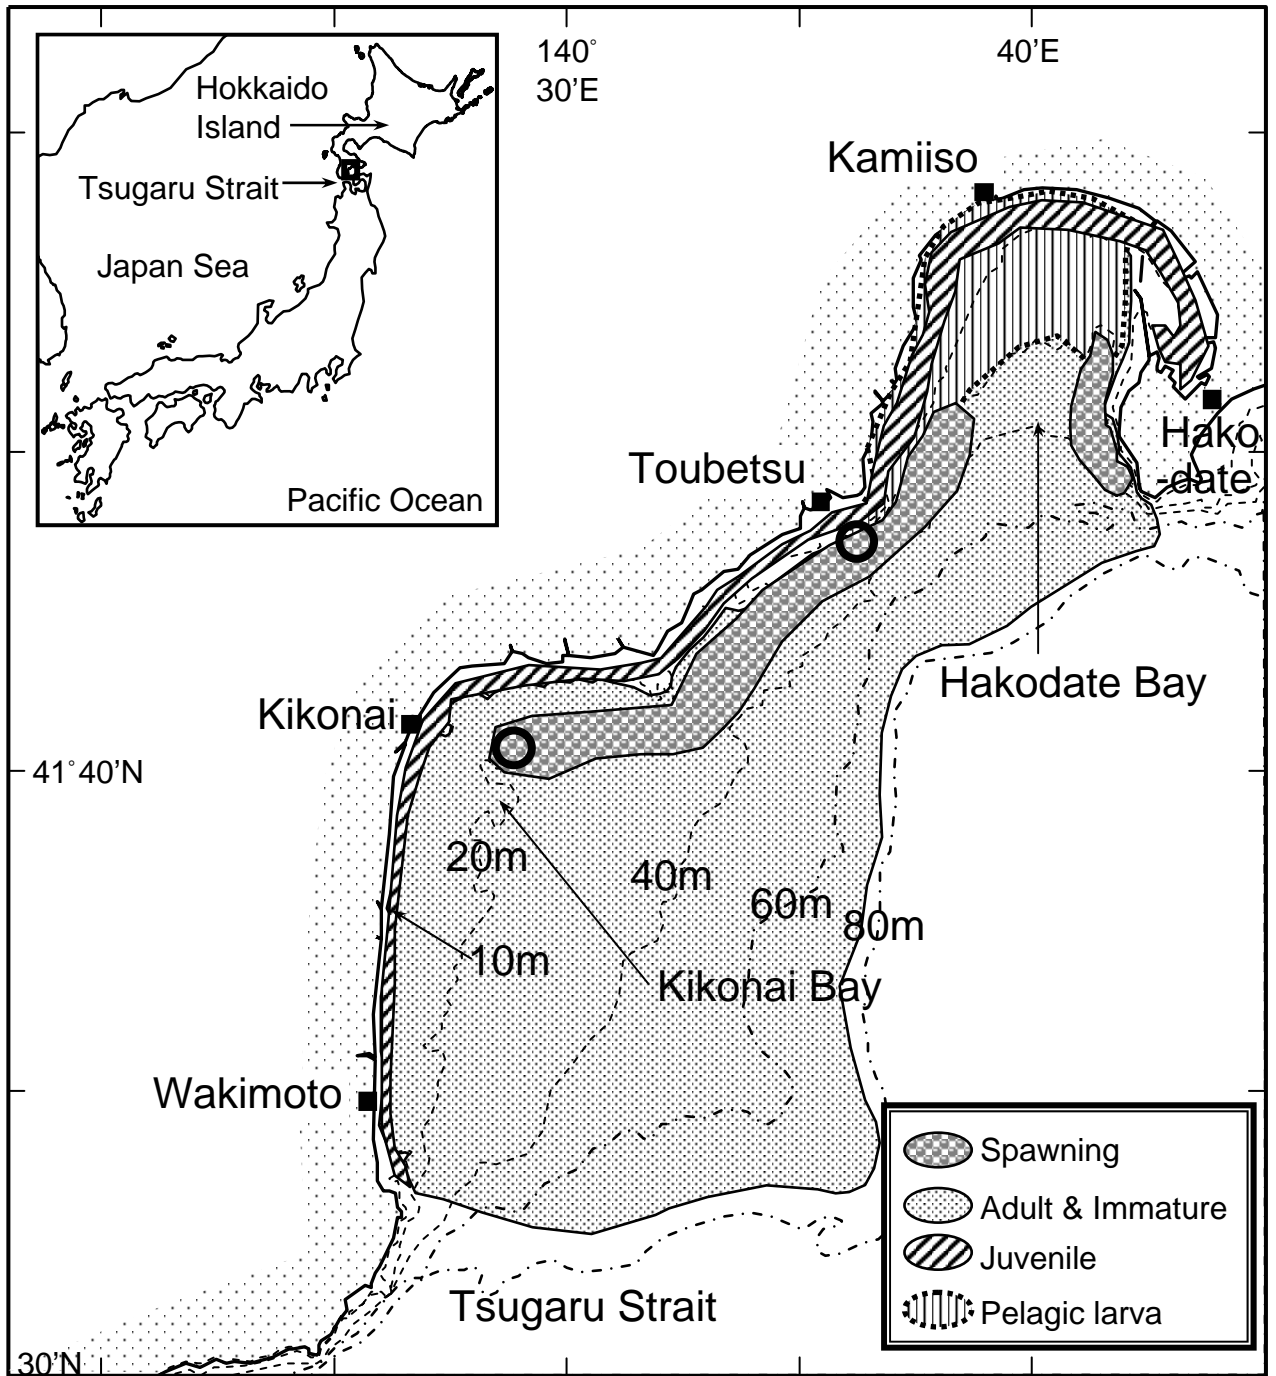 140°
30’E
40’E
Hokkaido
Island
Tsugaru Strait
Japan Sea
Pacific Ocean
Kamiiso
Hako
-date
Toubetsu
Hakodate Bay
Kikonai
41°40’N
20m
40m
60m
80m
10m
Kikonai Bay
Wakimoto
Spawning
Adult & Immature
Juvenile
Pelagic larva
Tsugaru Strait
30’N